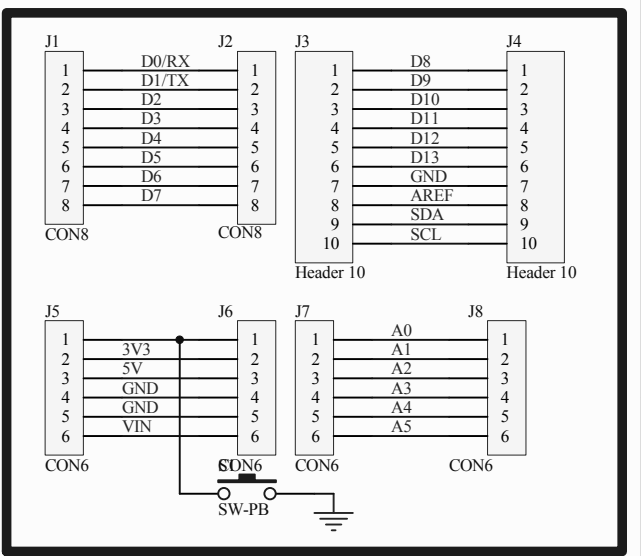 J1 J2
1 D0/RX 1
2 D1/TX 2
3 D2 3
4 D3 4
5 D4 5
6 D5 6
7 D6 7
8 D7 8
CON8 CON8
J3 J4
1 D8 1
2 D9 2
3 D10 3
4 D11 4
5 D12 5
6 D13 6
7 GND 7
8 AREF 8
9 SDA 9
10 SCL 10
Header 10 Header 10
J5 J6
1 1
2 3V3 2
3 5V 3
4 GND 4
5 GND 5
6 VIN 6
CON6 CON6
S1
SW-PB
J7 J8
1 A0 1
2 A1 2
3 A2 3
4 A3 4
5 A4 5
6 A5 6
CON6 CON6